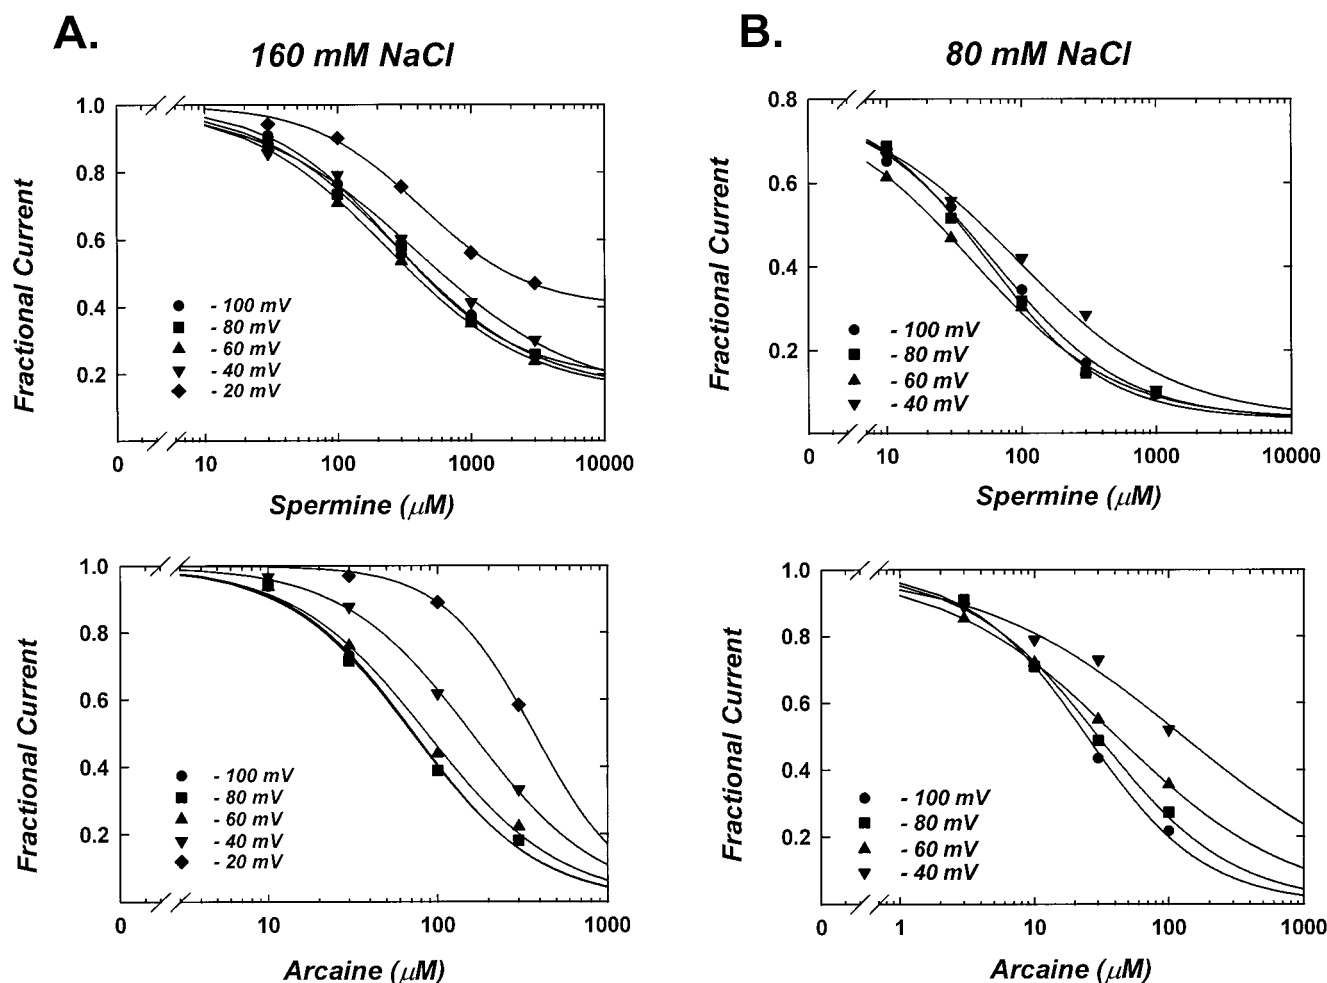 A.
160 mM NaCl
B.
80 mM NaCl
Fractional Current
1.0
0.8
0.6
0.4
0.2
- 100 mV
- 80 mV
- 60 mV
- 40 mV
- 20 mV
0 10 100 1000 10000
Spermine (μM)
Fractional Current
0.8
0.6
0.4
0.2
- 100 mV
- 80 mV
- 60 mV
- 40 mV
0 10 100 1000 10000
Spermine (μM)
Fractional Current
1.0
0.8
0.6
0.4
0.2
- 100 mV
- 80 mV
- 60 mV
- 40 mV
- 20 mV
0 10 100 1000
Arcaine (μM)
Fractional Current
1.0
0.8
0.6
0.4
0.2
- 100 mV
- 80 mV
- 60 mV
- 40 mV
0 1 10 100 1000
Arcaine (μM)